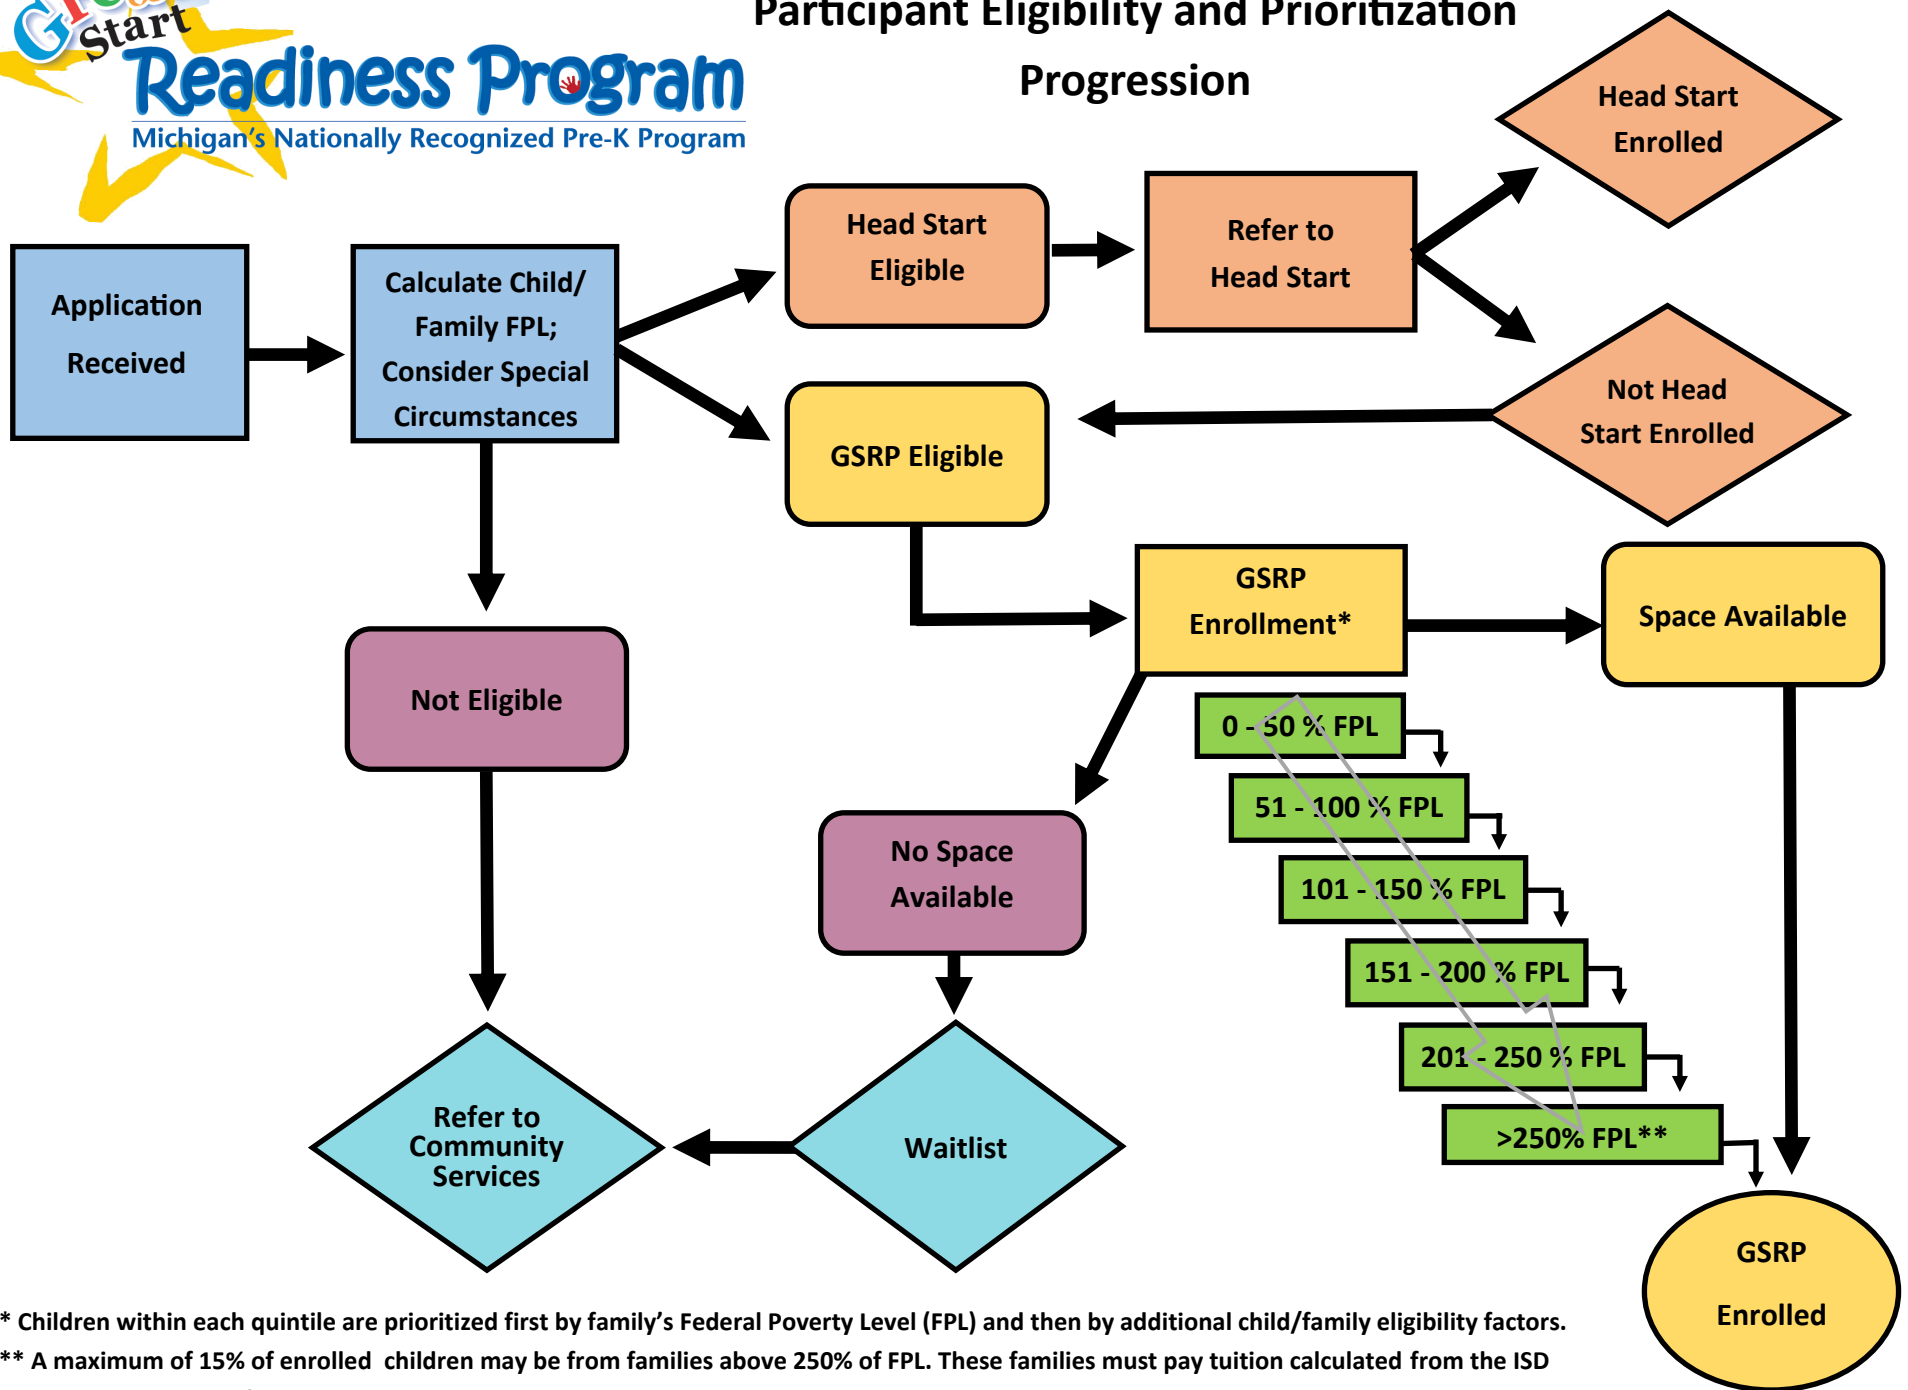 Start
Readiness Program
Michigan's Nationally Recognized Pre-K Program
Participant Eligibility and Prioritization
Progression
Head Start
Enrolled
Head Start
Eligible
Refer to
Head Start
Application
Received
Calculate Child/
Family FPL;
Consider Special
Circumstances
Not Head
Start Enrolled
GSRP Eligible
GSRP
Enrollment*
Space Available
Not Eligible
0 - 50 % FPL
51 - 100 % FPL
101 - 150 % FPL
151 - 200 % FPL
201 - 250 % FPL
>250% FPL**
No Space
Available
Refer to
Community
Services
Waitlist
GSRP
Enrolled
* Children within each quintile are prioritized first by family's Federal Poverty Level (FPL) and then by additional child/family eligibility factors.
** A maximum of 15% of enrolled  children may be from families above 250% of FPL. These families must pay tuition calculated from the ISD